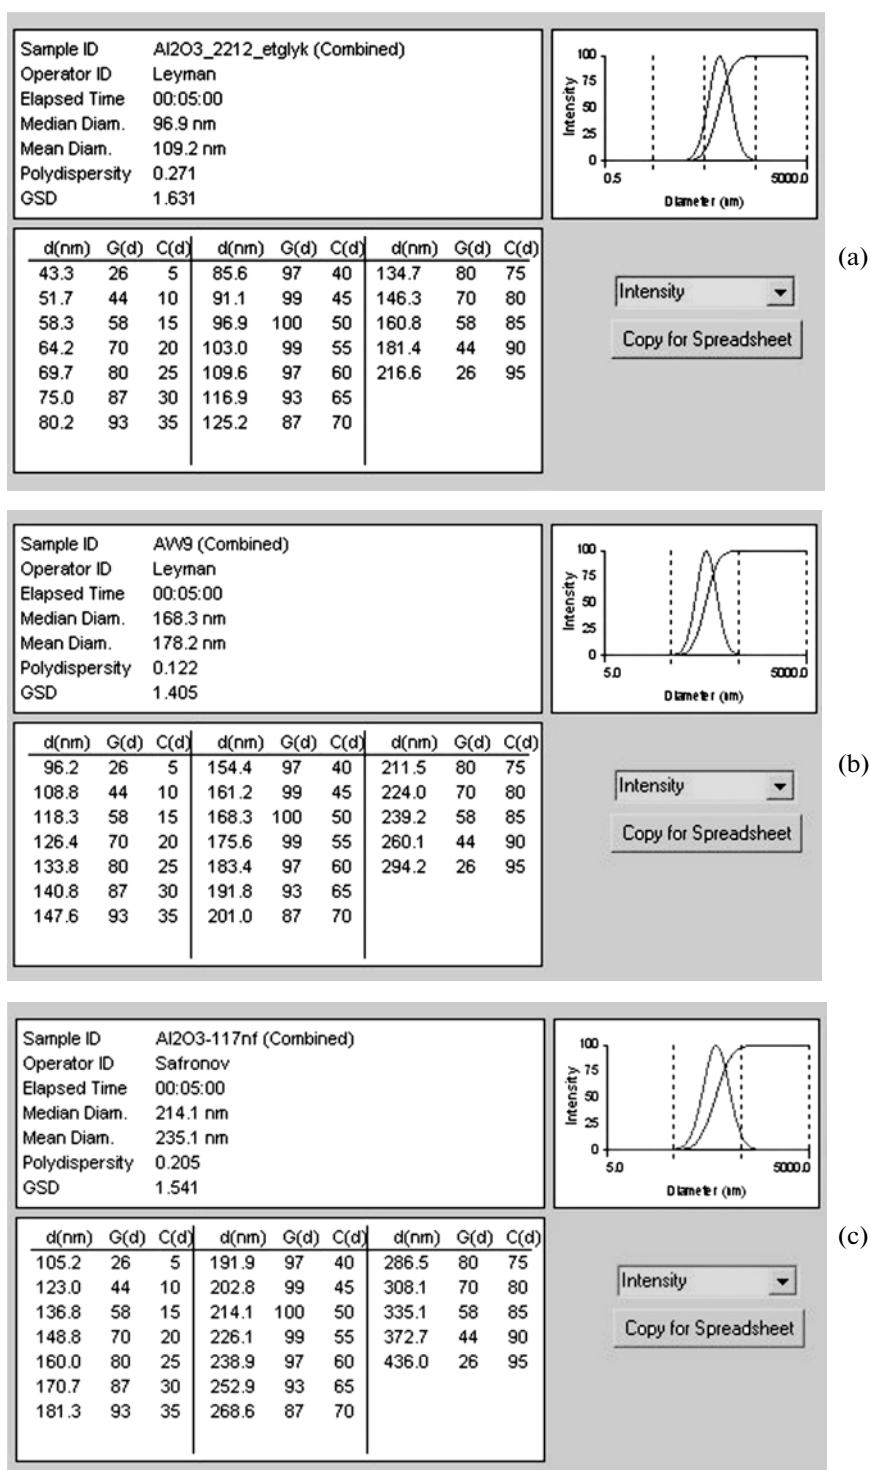 Sample ID Al2O3_2212_etglyk (Combined)
Operator ID Leyman
Elapsed Time 00:05:00
Median Diam. 96.9 nm
Mean Diam. 109.2 nm
Polydispersity 0.271
GSD 1.631
100
75
50
25
0
Intensity
0.5 5000.0
Diameter (nm)
d(nm) G(d) C(d) d(nm) G(d) C(d) d(nm) G(d) C(d)
43.3 26 5 85.6 97 40 134.7 80 75
51.7 44 10 91.1 99 45 146.3 70 80
58.3 58 15 96.9 100 50 160.8 58 85
64.2 70 20 103.0 99 55 181.4 44 90
69.7 80 25 109.6 97 60 216.6 26 95
75.0 87 30 116.9 93 65
80.2 93 35 125.2 87 70
Intensity
Copy for Spreadsheet
(a)
Sample ID AW9 (Combined)
Operator ID Leyman
Elapsed Time 00:05:00
Median Diam. 168.3 nm
Mean Diam. 178.2 nm
Polydispersity 0.122
GSD 1.405
100
75
50
25
0
Intensity
5.0 5000.0
Diameter (nm)
d(nm) G(d) C(d) d(nm) G(d) C(d) d(nm) G(d) C(d)
96.2 26 5 154.4 97 40 211.5 80 75
108.8 44 10 161.2 99 45 224.0 70 80
118.3 58 15 168.3 100 50 239.2 58 85
126.4 70 20 175.6 99 55 260.1 44 90
133.8 80 25 183.4 97 60 294.2 26 95
140.8 87 30 191.8 93 65
147.6 93 35 201.0 87 70
Intensity
Copy for Spreadsheet
(b)
Sample ID Al2O3-117nf (Combined)
Operator ID Safronov
Elapsed Time 00:05:00
Median Diam. 214.1 nm
Mean Diam. 235.1 nm
Polydispersity 0.205
GSD 1.541
100
75
50
25
0
Intensity
5.0 5000.0
Diameter (nm)
d(nm) G(d) C(d) d(nm) G(d) C(d) d(nm) G(d) C(d)
105.2 26 5 191.9 97 40 286.5 80 75
123.0 44 10 202.8 99 45 308.1 70 80
136.8 58 15 214.1 100 50 335.1 58 85
148.8 70 20 226.1 99 55 372.7 44 90
160.0 80 25 238.9 97 60 436.0 26 95
170.7 87 30 252.9 93 65
181.3 93 35 268.6 87 70
Intensity
Copy for Spreadsheet
(c)